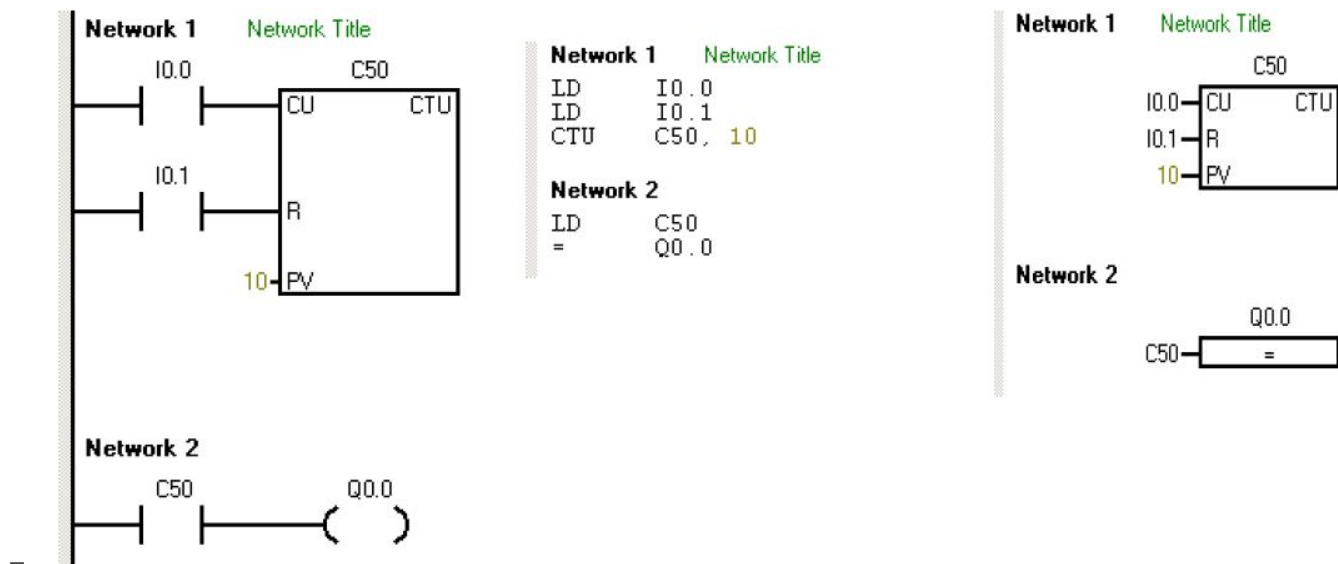 Network 1 Network Title
I0.0 C50
CU CTU
I0.1
R
10 PV
Network 2
C50 Q0.0
Network 1 Network Title
LD I0.0
LD I0.1
CTU C50, 10
Network 2
LD C50
= Q0.0
Network 1 Network Title
C50
I0.0 CU CTU
I0.1 R
10 PV
Network 2
Q0.0
C50 =